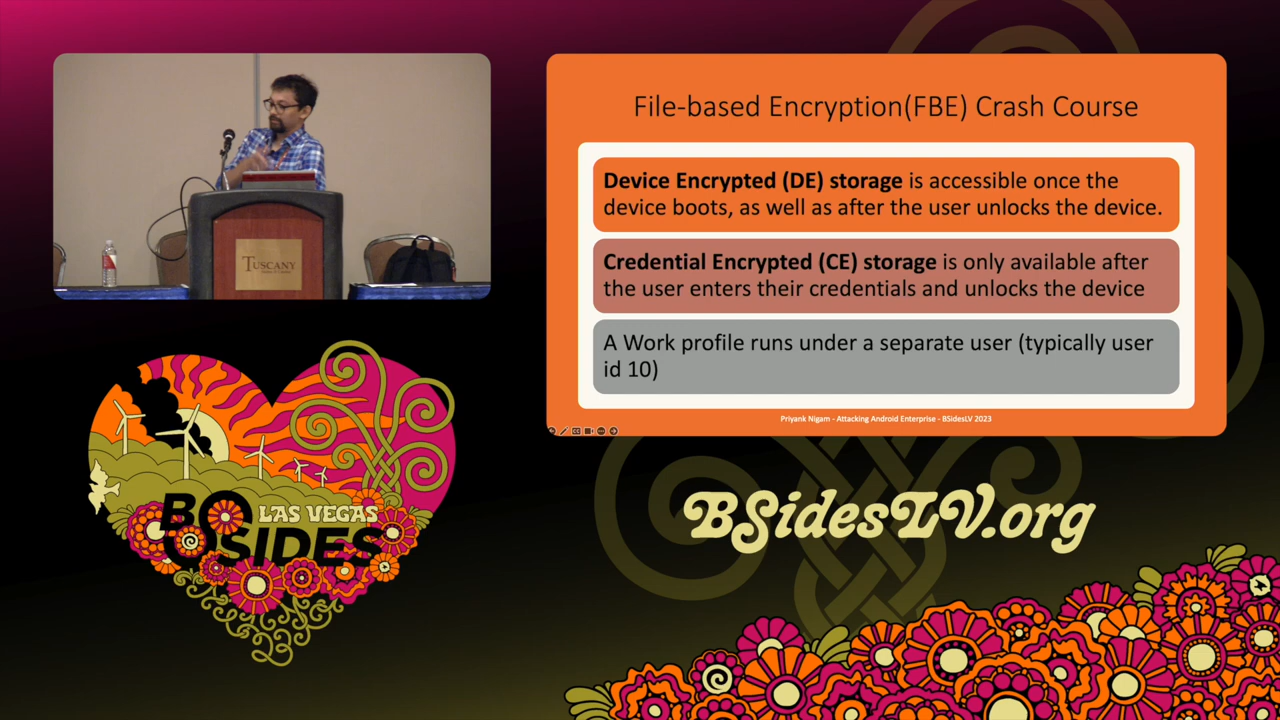 TUSCANY
File-based Encryption(FBE) Crash Course
Device Encrypted (DE) storage is accessible once the
device boots, as well as after the user unlocks the device.
Credential Encrypted (CE) storage is only available after
the user enters their credentials and unlocks the device
A Work profile runs under a separate user (typically user
id 10)
Priyank Nigam - Attacking Android Enterprise - BSidesLV 2023
BSIDES
LAS VEGAS
23
BSidesLV.org